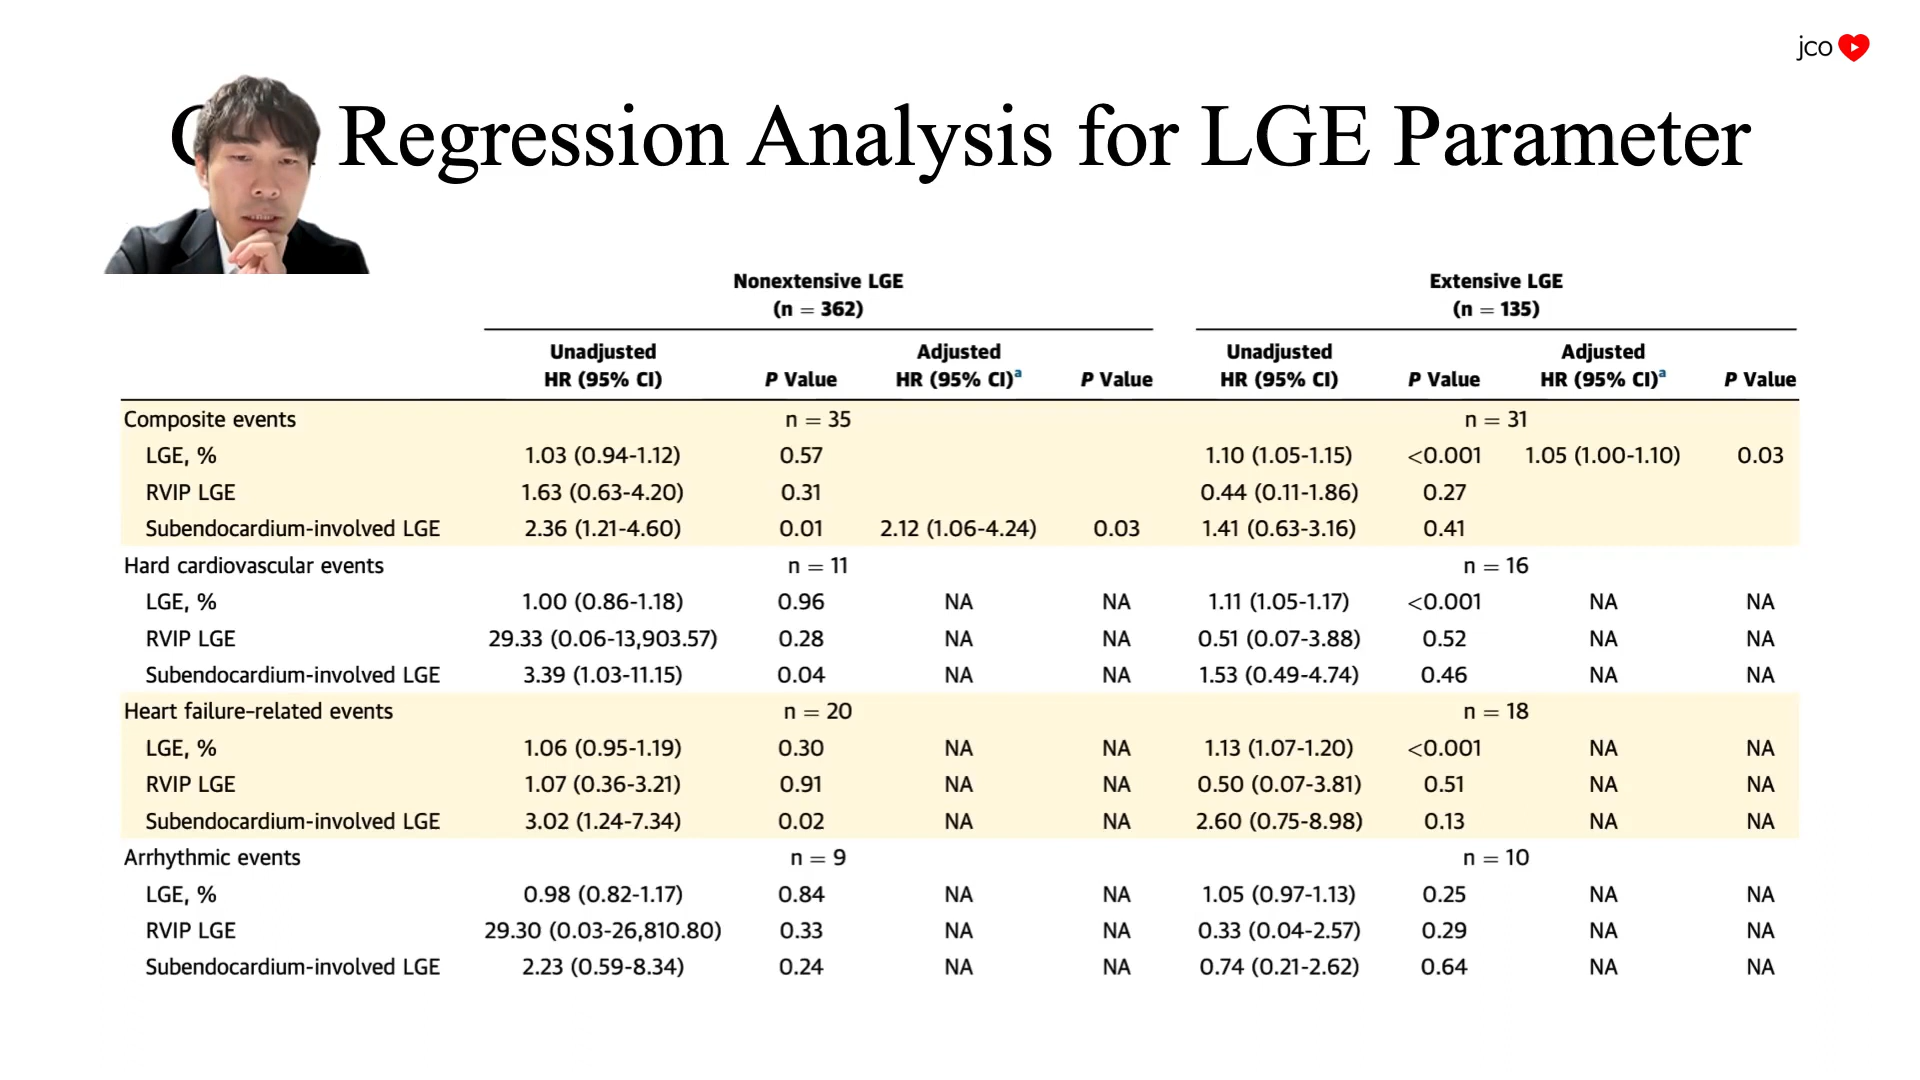 jco
Regression Analysis for LGE Parameter
Nonextensive LGE Extensive LGE
(n = 362) (n = 135)
Unadjusted Adjusted Unadjusted Adjusted
HR (95% CI) P Value HR (95% CI)a P Value HR (95% CI) P Value HR (95% CI)a P Value
Composite events n = 35 n = 31
LGE, % 1.03 (0.94-1.12) 0.57 1.10 (1.05-1.15) <0.001 1.05 (1.00-1.10) 0.03
RVIP LGE 1.63 (0.63-4.20) 0.31 0.44 (0.11-1.86) 0.27
Subendocardium-involved LGE 2.36 (1.21-4.60) 0.01 2.12 (1.06-4.24) 0.03 1.41 (0.63-3.16) 0.41
Hard cardiovascular events n = 11 n = 16
LGE, % 1.00 (0.86-1.18) 0.96 NA NA 1.11 (1.05-1.17) <0.001 NA NA
RVIP LGE 29.33 (0.06-13,903.57) 0.28 NA NA 0.51 (0.07-3.88) 0.52 NA NA
Subendocardium-involved LGE 3.39 (1.03-11.15) 0.04 NA NA 1.53 (0.49-4.74) 0.46 NA NA
Heart failure-related events n = 20 n = 18
LGE, % 1.06 (0.95-1.19) 0.30 NA NA 1.13 (1.07-1.20) <0.001 NA NA
RVIP LGE 1.07 (0.36-3.21) 0.91 NA NA 0.50 (0.07-3.81) 0.51 NA NA
Subendocardium-involved LGE 3.02 (1.24-7.34) 0.02 NA NA 2.60 (0.75-8.98) 0.13 NA NA
Arrhythmic events n = 9 n = 10
LGE, % 0.98 (0.82-1.17) 0.84 NA NA 1.05 (0.97-1.13) 0.25 NA NA
RVIP LGE 29.30 (0.03-26,810.80) 0.33 NA NA 0.33 (0.04-2.57) 0.29 NA NA
Subendocardium-involved LGE 2.23 (0.59-8.34) 0.24 NA NA 0.74 (0.21-2.62) 0.64 NA NA